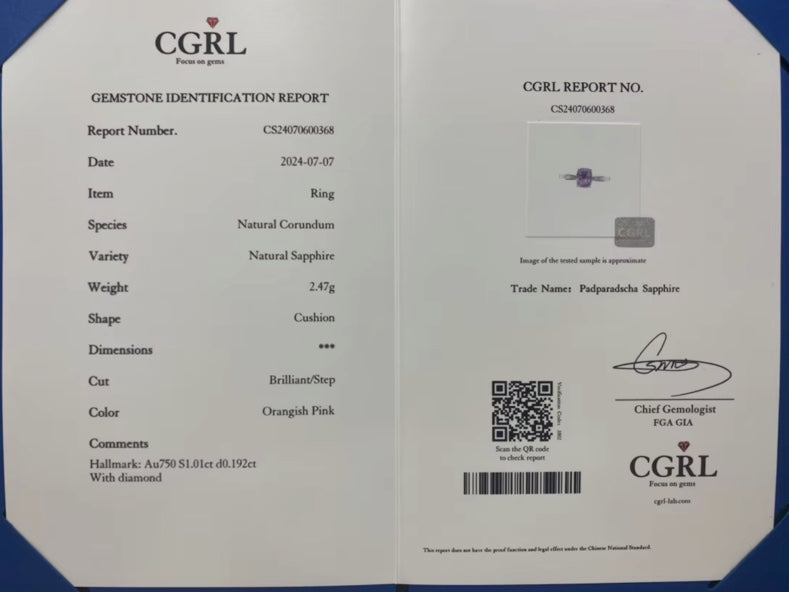 CGRL
Focus on gems
GEMSTONE IDENTIFICATION REPORT
Report Number. CS24070600368
Date 2024-07-07
Item Ring
Species Natural Corundum
Variety Natural Sapphire
Weight 2.47g
Shape Cushion
Dimensions ***
Cut Brilliant/Step
Color Orangish Pink
Comments
Hallmark: Au750 S1.01ct d0.192ct
With diamond
CGRL REPORT NO.
CS24070600368
CGRL
Image of the tested sample is approximate
Trade Name: Padparadscha Sapphire
Scan the QR code
to check report
Chief Gemologist
FGA GIA
CGRL
Focus on gems
cgrl-lab.com
This report does not have the proof function and legal effect under the Chinese National Standard.